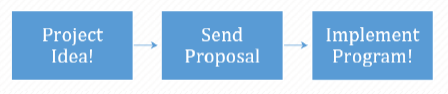 Project
Idea!
Send
Proposal
Implement
Program!